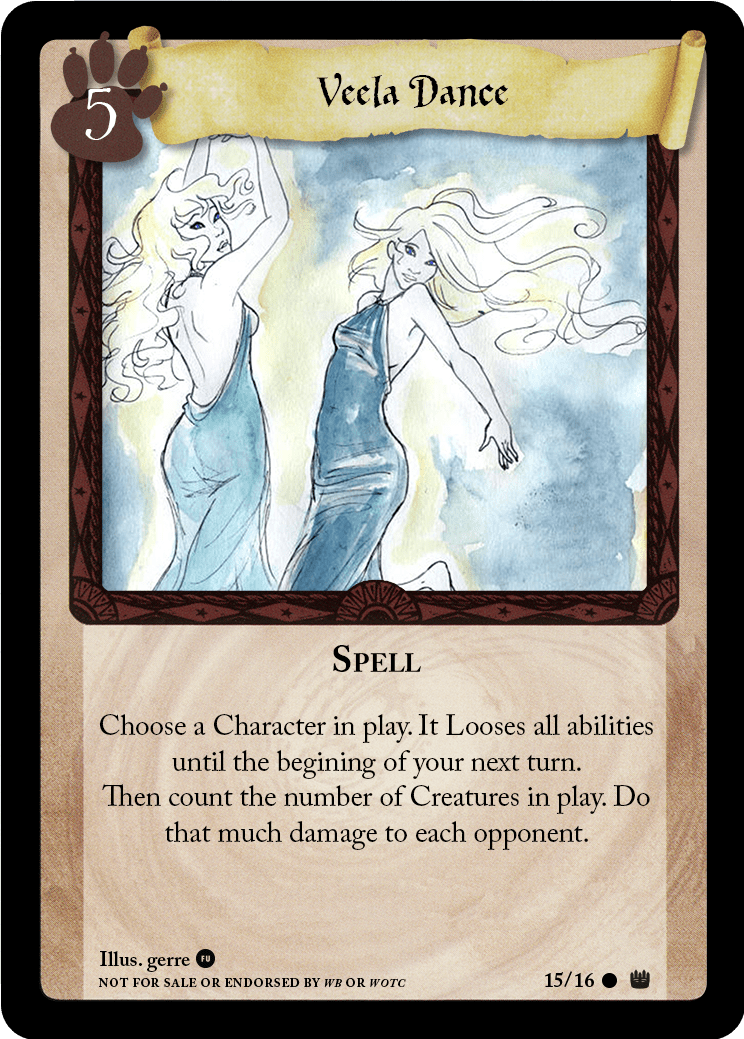 5
Veela Dance
SPELL
Choose a Character in play. It Looses all abilities
until the begining of your next turn.
Then count the number of Creatures in play. Do
that much damage to each opponent.
Illus. gerre FU
NOT FOR SALE OR ENDORSED BY WB OR WOTC
15/16